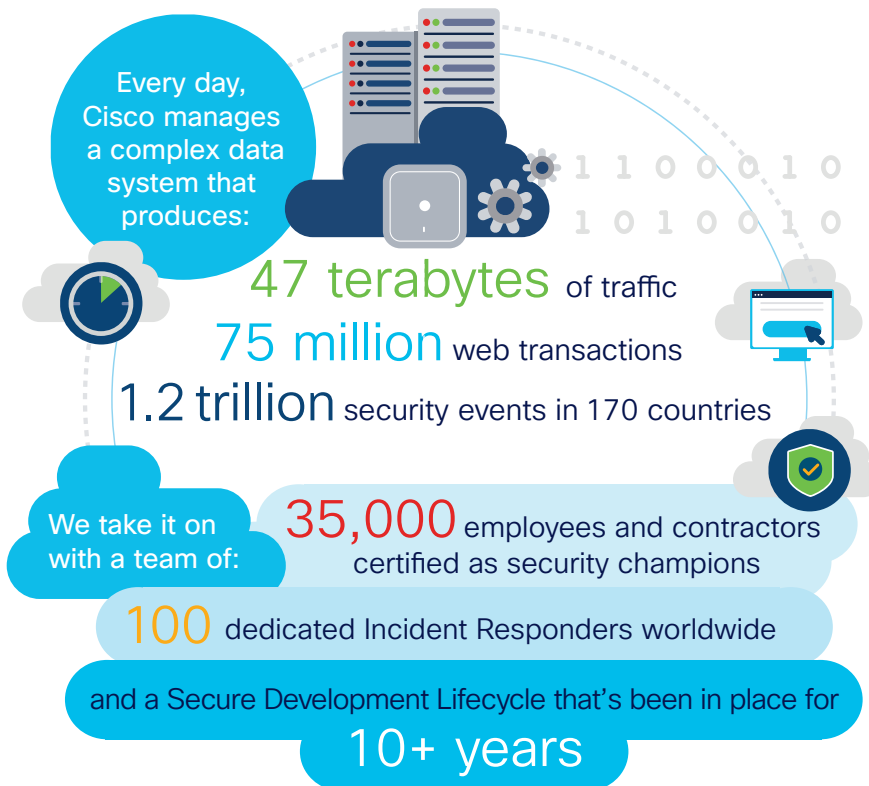 Every day,
Cisco manages
a complex data
system that
produces:
1 1 0 0 0 1 0
1 0 1 0 0 1 0
47 terabytes of traffic
75 million web transactions
1.2 trillion security events in 170 countries
We take it on
with a team of:
35,000 employees and contractors
certified as security champions
100 dedicated Incident Responders worldwide
and a Secure Development Lifecycle that's been in place for
10+ years